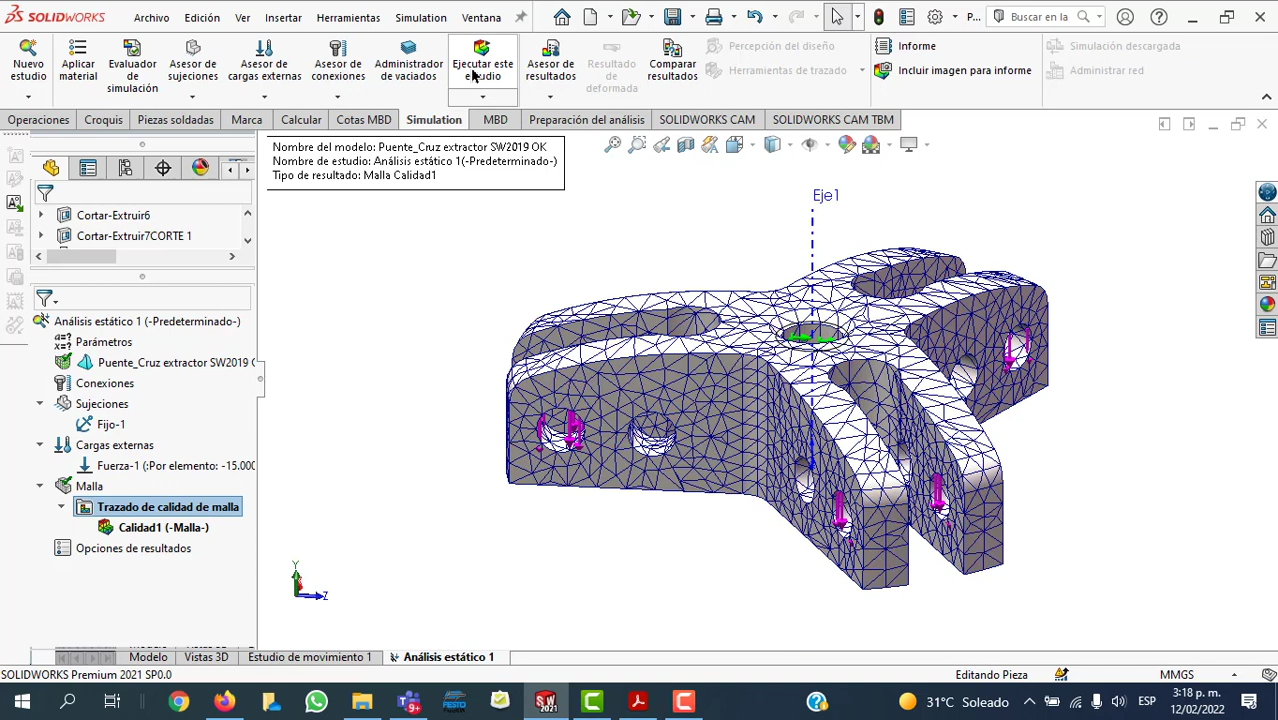 SOLIDWORKS
Archivo
Edición
Ver
Insertar
Herramientas
Simulation
Ventana
P...
Buscar en la
Nuevo
estudio
Aplicar
material
Evaluador
de
simulación
Asesor de
sujeciones
Asesor de
cargas externas
Asesor de
conexiones
Administrador
de vaciados
Ejecutar este
estudio
Asesor de
resultados
Resultado
de
deformada
Comparar
resultados
Percepción del diseño
Herramientas de trazado
Informe
Incluir imagen para informe
Simulación descargada
Administrar red
Operaciones
Croquis
Piezas soldadas
Marca
Calcular
Cotas MBD
Simulation
MBD
Preparación del análisis
SOLIDWORKS CAM
SOLIDWORKS CAM TBM
Nombre del modelo: Puente_Cruz extractor SW2019 OK
Nombre de estudio: Análisis estático 1(-Predeterminado-)
Tipo de resultado: Malla Calidad1
Eje1
Cortar-Extruir6
Cortar-Extruir7CORTE 1
Análisis estático 1 (-Predeterminado-)
Parámetros
Puente_Cruz extractor SW2019 O
Conexiones
Sujeciones
Fijo-1
Cargas externas
Fuerza-1 (:Por elemento: -15.000
Malla
Trazado de calidad de malla
Calidad1 (-Malla-)
Opciones de resultados
Y
Z
Modelo
Vistas 3D
Estudio de movimiento 1
Análisis estático 1
SOLIDWORKS Premium 2021 SP0.0
Editando Pieza
MMGS
9+
FESTO
SW
2021
31°C Soleado
ESP
3:18 p. m.
12/02/2022